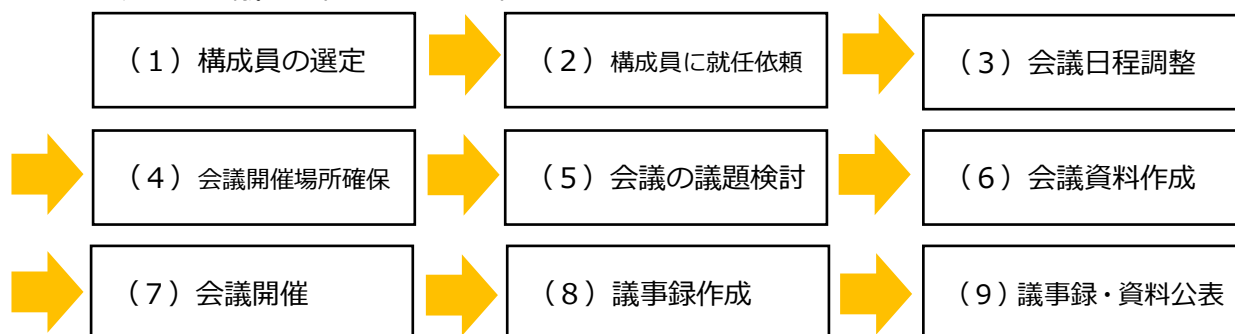 （１）構成員の選定
（２）構成員に就任依頼
（３）会議日程調整
（４）会議開催場所確保
（５）会議の議題検討
（６）会議資料作成
（７）会議開催
（８）議事録作成
（９）議事録・資料公表